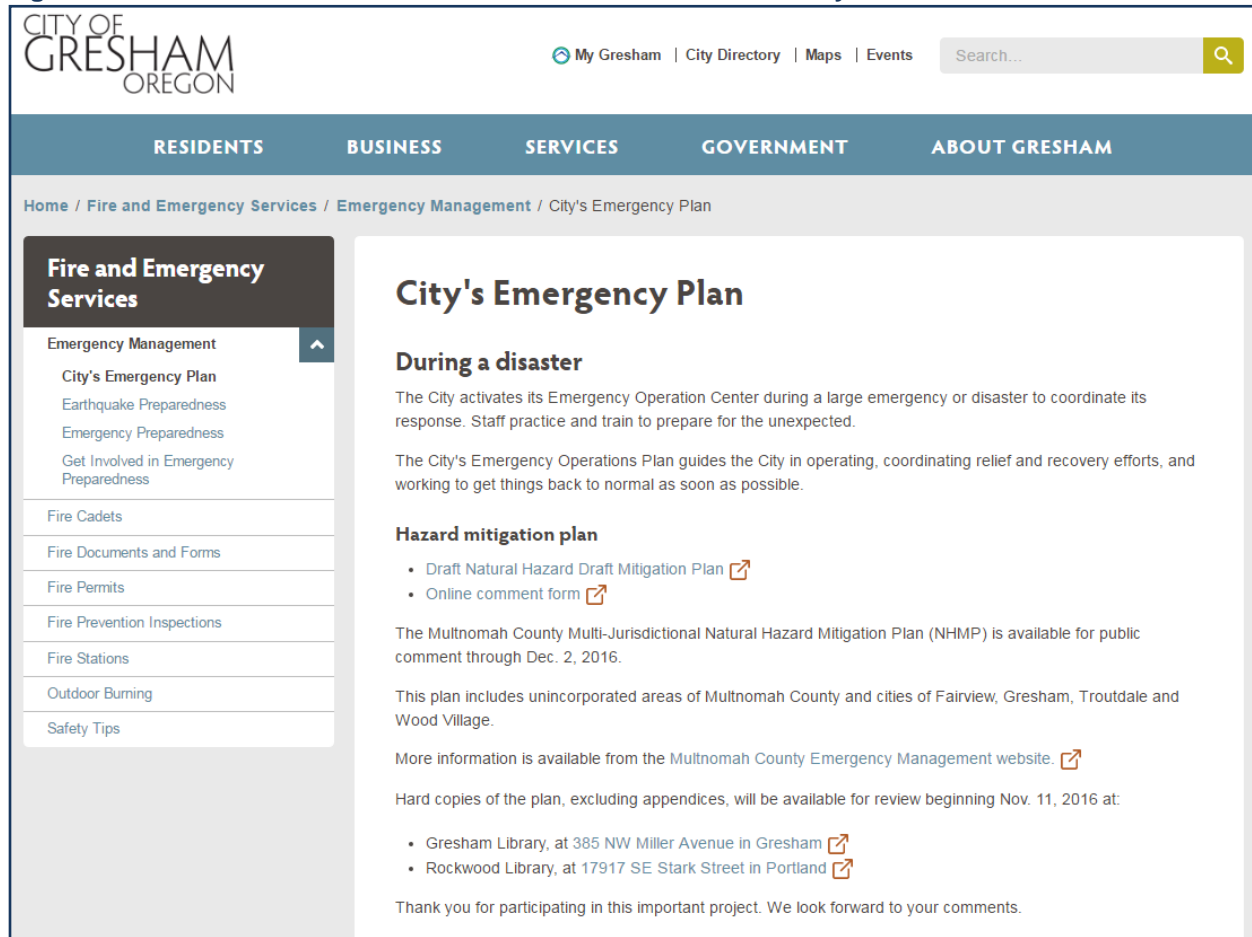 CITY OF
GRESHAM
OREGON
My Gresham | City Directory | Maps | Events
Search...
RESIDENTS BUSINESS SERVICES GOVERNMENT ABOUT GRESHAM
Home / Fire and Emergency Services / Emergency Management / City's Emergency Plan
Fire and Emergency
Services
Emergency Management
City's Emergency Plan
Earthquake Preparedness
Emergency Preparedness
Get Involved in Emergency
Preparedness
Fire Cadets
Fire Documents and Forms
Fire Permits
Fire Prevention Inspections
Fire Stations
Outdoor Burning
Safety Tips
City's Emergency Plan
During a disaster
The City activates its Emergency Operation Center during a large emergency or disaster to coordinate its
response. Staff practice and train to prepare for the unexpected.
The City's Emergency Operations Plan guides the City in operating, coordinating relief and recovery efforts, and
working to get things back to normal as soon as possible.
Hazard mitigation plan
• Draft Natural Hazard Draft Mitigation Plan
• Online comment form
The Multnomah County Multi-Jurisdictional Natural Hazard Mitigation Plan (NHMP) is available for public
comment through Dec. 2, 2016.
This plan includes unincorporated areas of Multnomah County and cities of Fairview, Gresham, Troutdale and
Wood Village.
More information is available from the Multnomah County Emergency Management website.
Hard copies of the plan, excluding appendices, will be available for review beginning Nov. 11, 2016 at:
• Gresham Library, at 385 NW Miller Avenue in Gresham
• Rockwood Library, at 17917 SE Stark Street in Portland
Thank you for participating in this important project. We look forward to your comments.